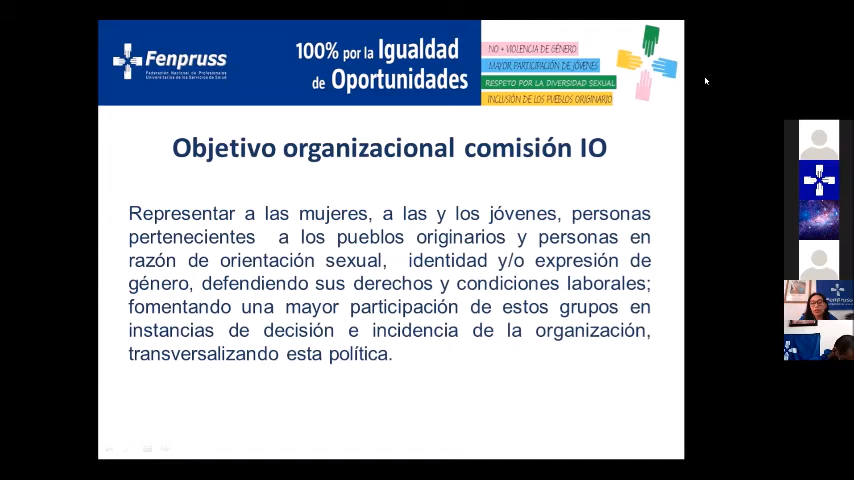 Fenpruss
Federación Nacional de Profesionales
Universitarios de los Servicios de Salud
100% por la Igualdad
de Oportunidades
NO + VIOLENCIA DE GÉNERO
MAYOR PARTICIPACIÓN DE JÓVENES
RESPETO POR LA DIVERSIDAD SEXUAL
INCLUSIÓN DE LOS PUEBLOS ORIGINARIO
Objetivo organizacional comisión IO
Representar a las mujeres, a las y los jóvenes, personas
pertenecientes a los pueblos originarios y personas en
razón de orientación sexual, identidad y/o expresión de
género, defendiendo sus derechos y condiciones laborales;
fomentando una mayor participación de estos grupos en
instancias de decisión e incidencia de la organización,
transversalizando esta política.
Fenpruss